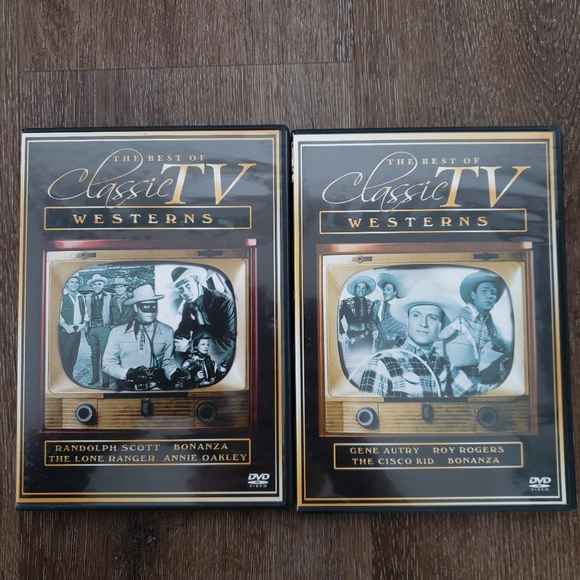 THE BEST OF
Classic TV
WESTERNS
RANDOLPH SCOTT BONANZA
THE LONE RANGER ANNIE OAKLEY
DVD
VIDEO
THE BEST OF
Classic TV
WESTERNS
GENE AUTRY ROY ROGERS
THE CISCO KID BONANZA
DVD
VIDEO